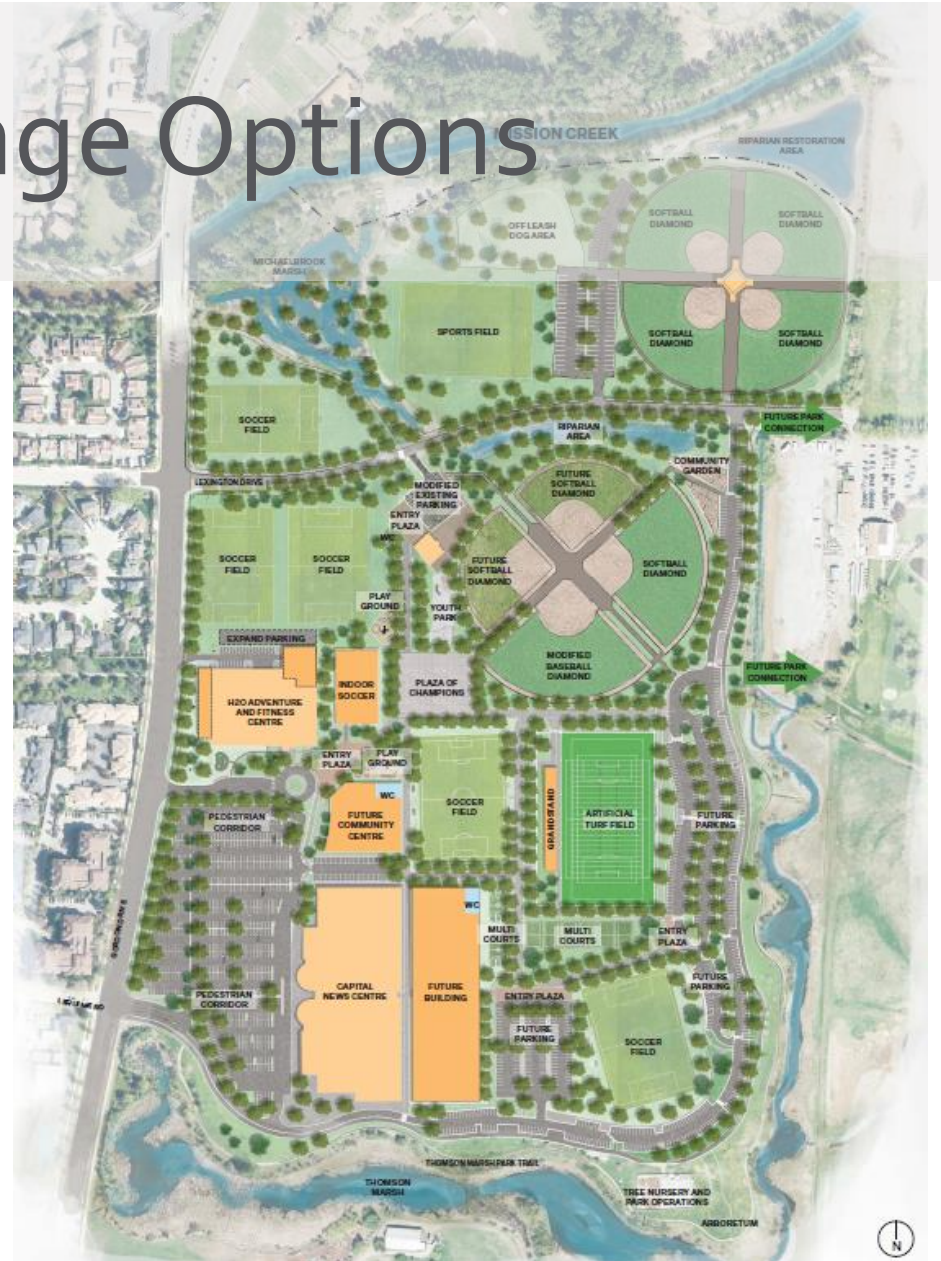 nge Options
MISSION CREEK
RIPARIAN RESTORATION
AREA
SOFTBALL
DIAMOND
SOFTBALL
DIAMOND
OFF LEASH
DOG AREA
MICHAELBROOK
MARSH
SPORTS FIELD
SOFTBALL
DIAMOND
SOFTBALL
DIAMOND
SOCCER
FIELD
FUTURE PARK
CONNECTION
RIPARIAN
AREA
LEXINGTON DRIVE
COMMUNITY
GARDEN
FUTURE
SOFTBALL
DIAMOND
MODIFIED
EXISTING
PARKING
ENTRY
PLAZA
WC
SOCCER
FIELD
SOCCER
FIELD
FUTURE
SOFTBALL
DIAMOND
SOFTBALL
DIAMOND
PLAY
GROUND
YOUTH
PARK
EXPAND PARKING
MODIFIED
BASEBALL
DIAMOND
FUTURE PARK
CONNECTION
INDOOR
SOCCER
PLAZA OF
CHAMPIONS
H2O ADVENTURE
AND FITNESS
CENTRE
ENTRY
PLAZA
PLAY
GROUND
WC
FUTURE
COMMUNITY
CENTRE
SOCCER
FIELD
GRANDSTAND
ARTIFICIAL
TURF FIELD
FUTURE
PARKING
PEDESTRIAN
CORRIDOR
WC
MULTI
COURTS
MULTI
COURTS
ENTRY
PLAZA
PEDESTRIAN
CORRIDOR
CAPITAL
NEWS CENTRE
FUTURE
BUILDING
ENTRY PLAZA
FUTURE
PARKING
FUTURE
PARKING
SOCCER
FIELD
THOMSON MARSH PARK TRAIL
THOMSON
MARSH
TREE NURSERY AND
PARK OPERATIONS
ARBORETUM
N